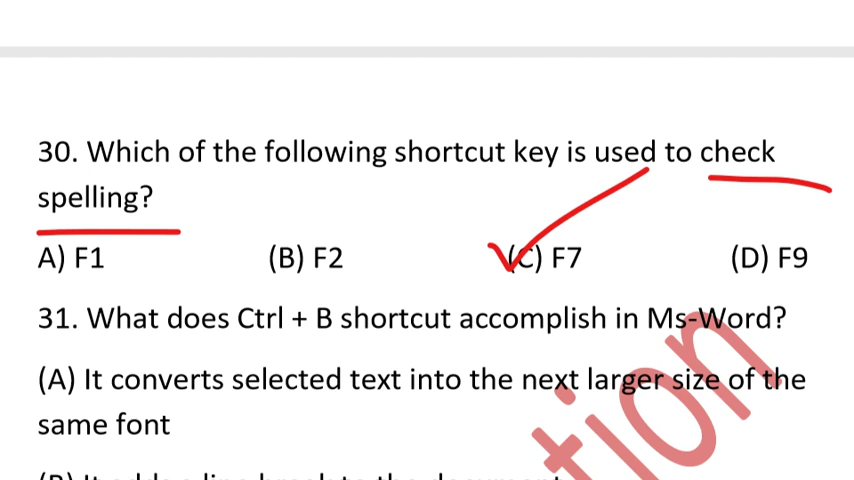 30. Which of the following shortcut key is used to check
spelling?
A) F1 (B) F2 (C) F7 (D) F9
31. What does Ctrl + B shortcut accomplish in Ms-Word?
(A) It converts selected text into the next larger size of the
same font